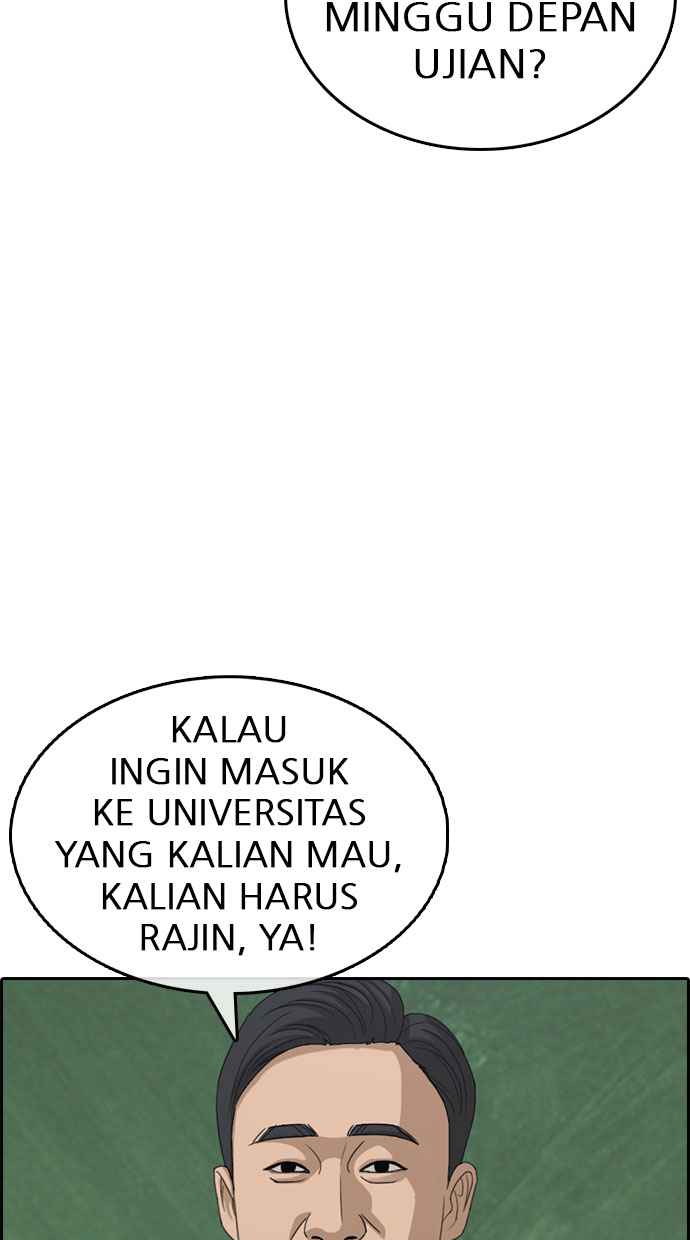 MINGGU DEPAN
UJIAN?
KALAU
INGIN MASUK
KE UNIVERSITAS
YANG KALIAN MAU,
KALIAN HARUS
RAJIN, YA!